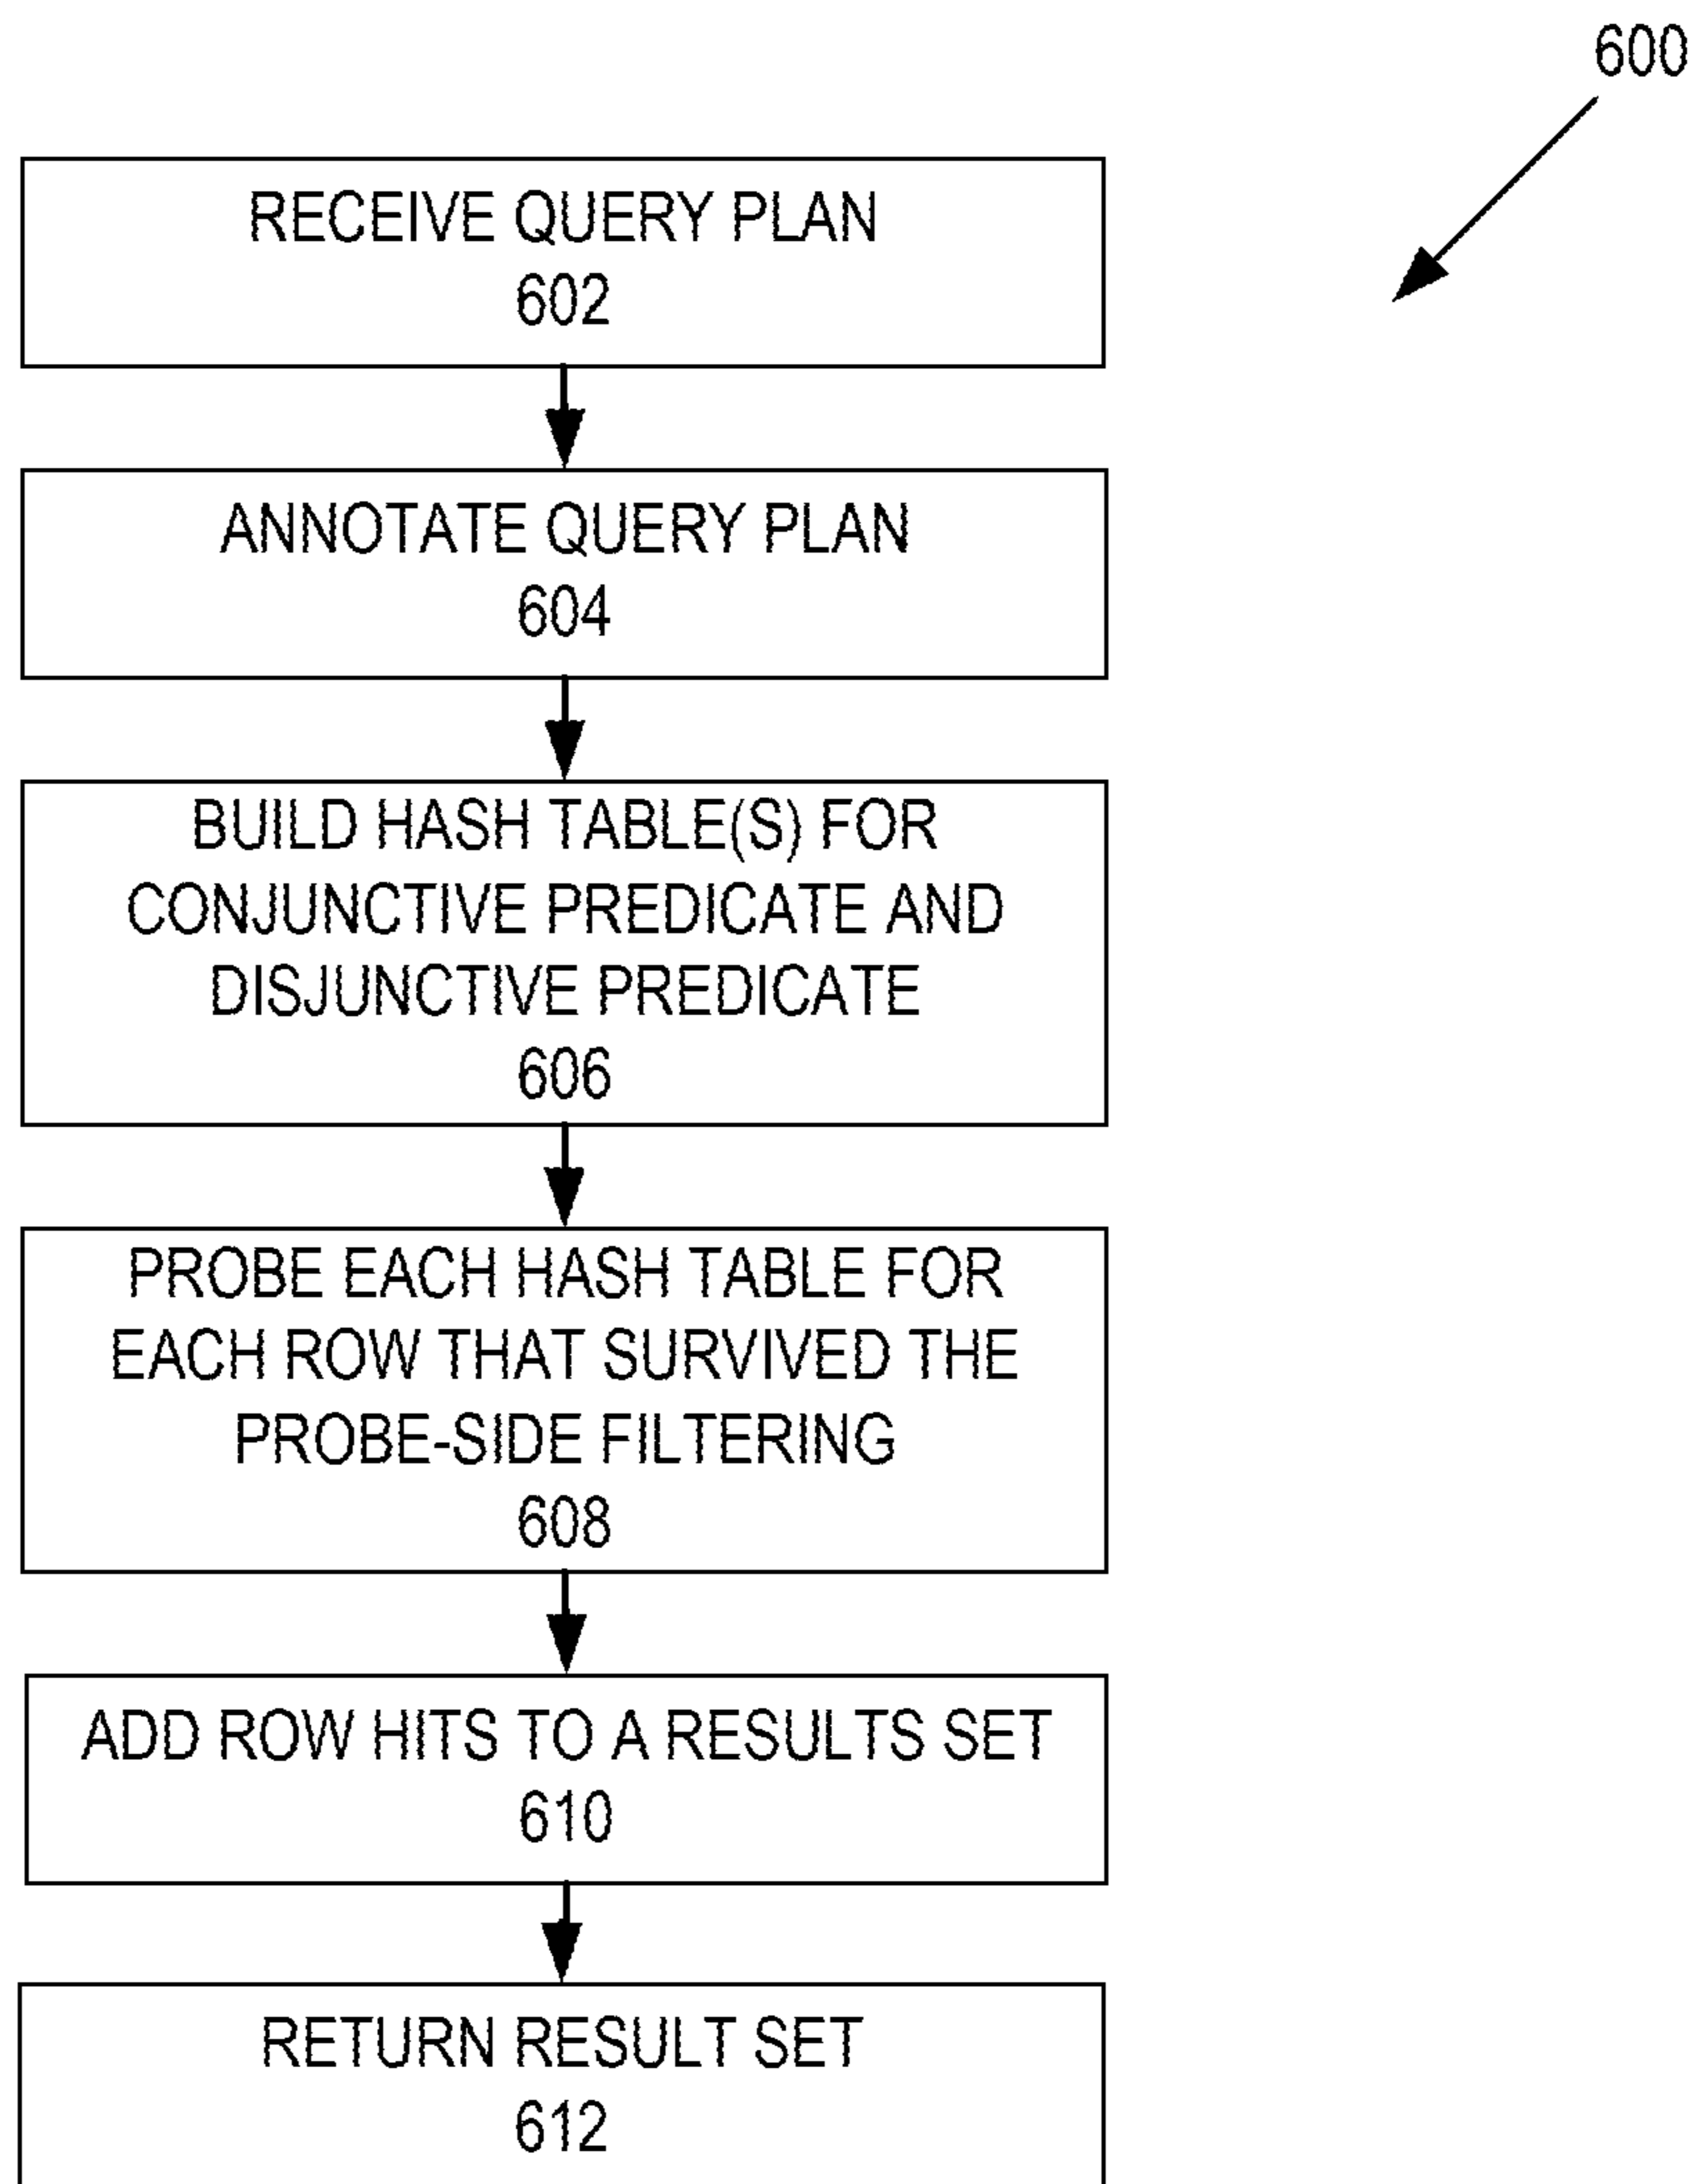 600
RECEIVE QUERY PLAN
602
ANNOTATE QUERY PLAN
604
BUILD HASH TABLE(S) FOR
CONJUNCTIVE PREDICATE AND
DISJUNCTIVE PREDICATE
606
PROBE EACH HASH TABLE FOR
EACH ROW THAT SURVIVED THE
PROBE-SIDE FILTERING
608
ADD ROW HITS TO A RESULTS SET
610
RETURN RESULT SET
612